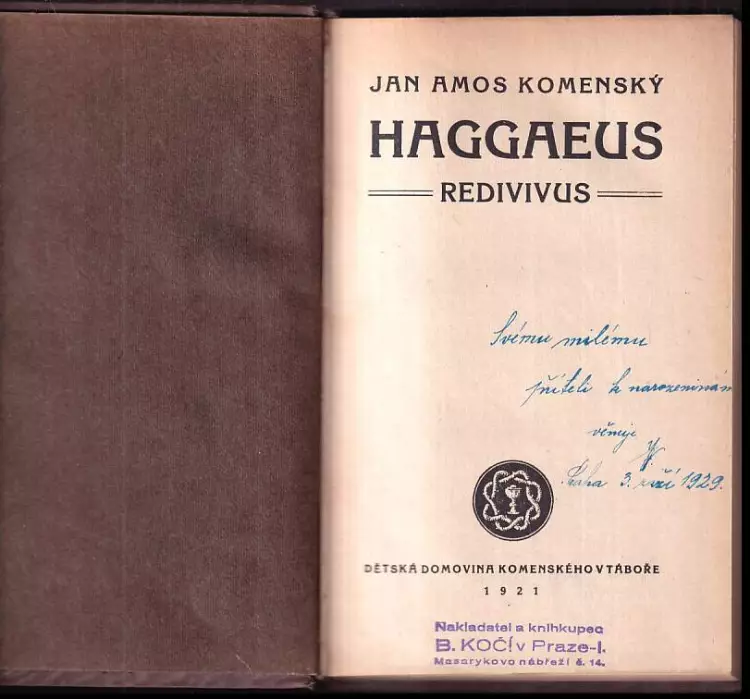 JAN AMOS KOMENSKÝ
HAGGAEUS
REDIVIVUS
Svému milému
příteli k narozeninám
věnuje
Praha 3. září 1929.
DĚTSKÁ DOMOVINA KOMENSKÉHO V TÁBOŘE
1921
Nakladatel a knihkupec
B. KOČÍ v Praze-I.
Masarykovo nábřeží č. 14.